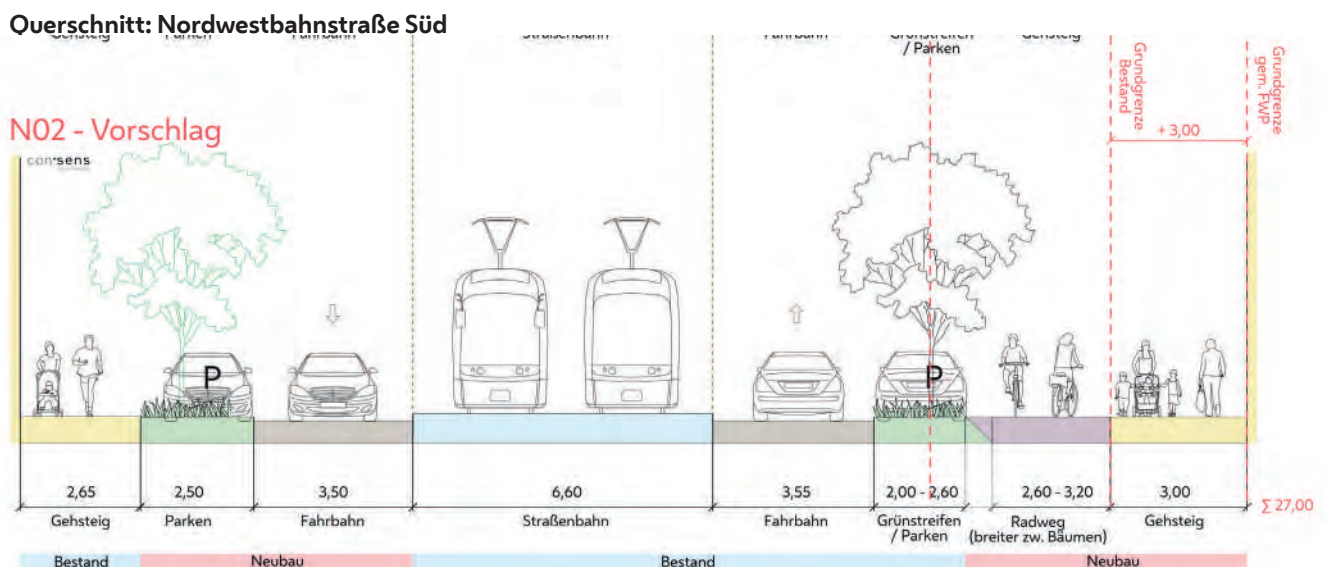 Querschnitt: Nordwestbahnstraße Süd
Gehsteig Parken Fahrbahn Straßenbahn Fahrbahn Grünstreifen Gehsteig
/ Parken
Grundgrenze
Bestand
Grundgrenze
gem. FWP
+ 3,00
N02 - Vorschlag
con•sens
P P
2,65 2,50 3,50 6,60 3,55 2,00 - 2,60 2,60 - 3,20 3,00
∑ 27,00
Gehsteig Parken Fahrbahn Straßenbahn Fahrbahn Grünstreifen Radweg Gehsteig
/ Parken (breiter zw. Bäumen)
Bestand Neubau Bestand Neubau